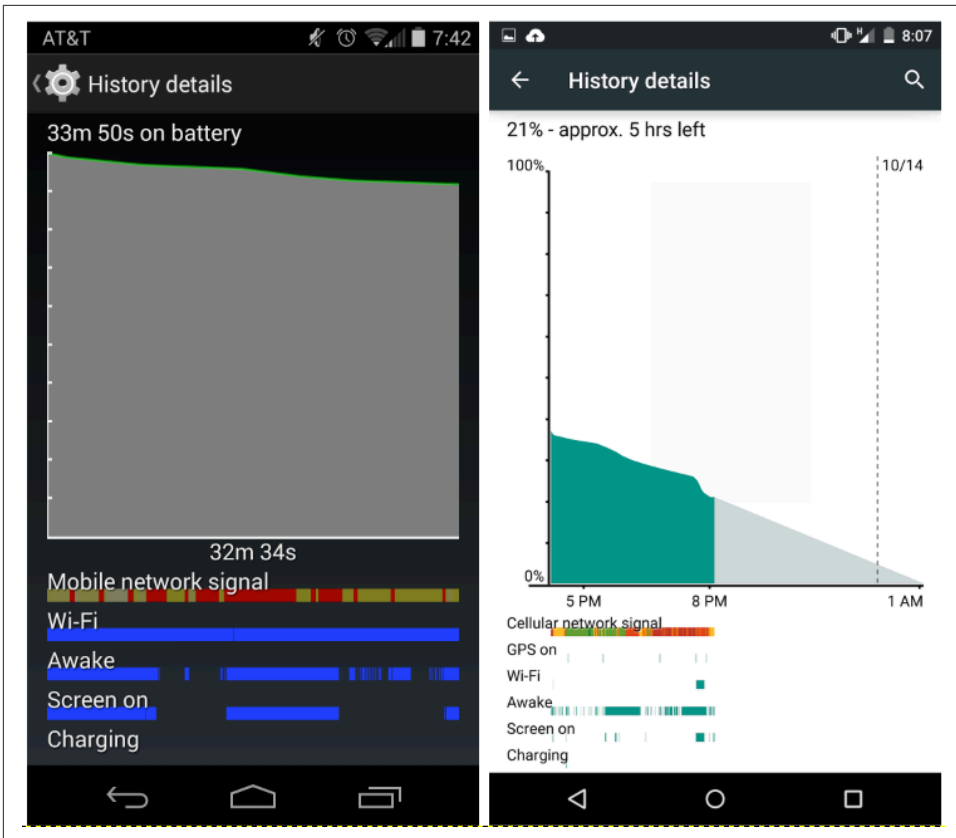 AT&T 7:42
History details
33m 50s on battery
32m 34s
Mobile network signal
Wi-Fi
Awake
Screen on
Charging
H 8:07
History details
21% - approx. 5 hrs left
100% 10/14
0%
5 PM 8 PM 1 AM
Cellular network signal
GPS on
Wi-Fi
Awake
Screen on
Charging